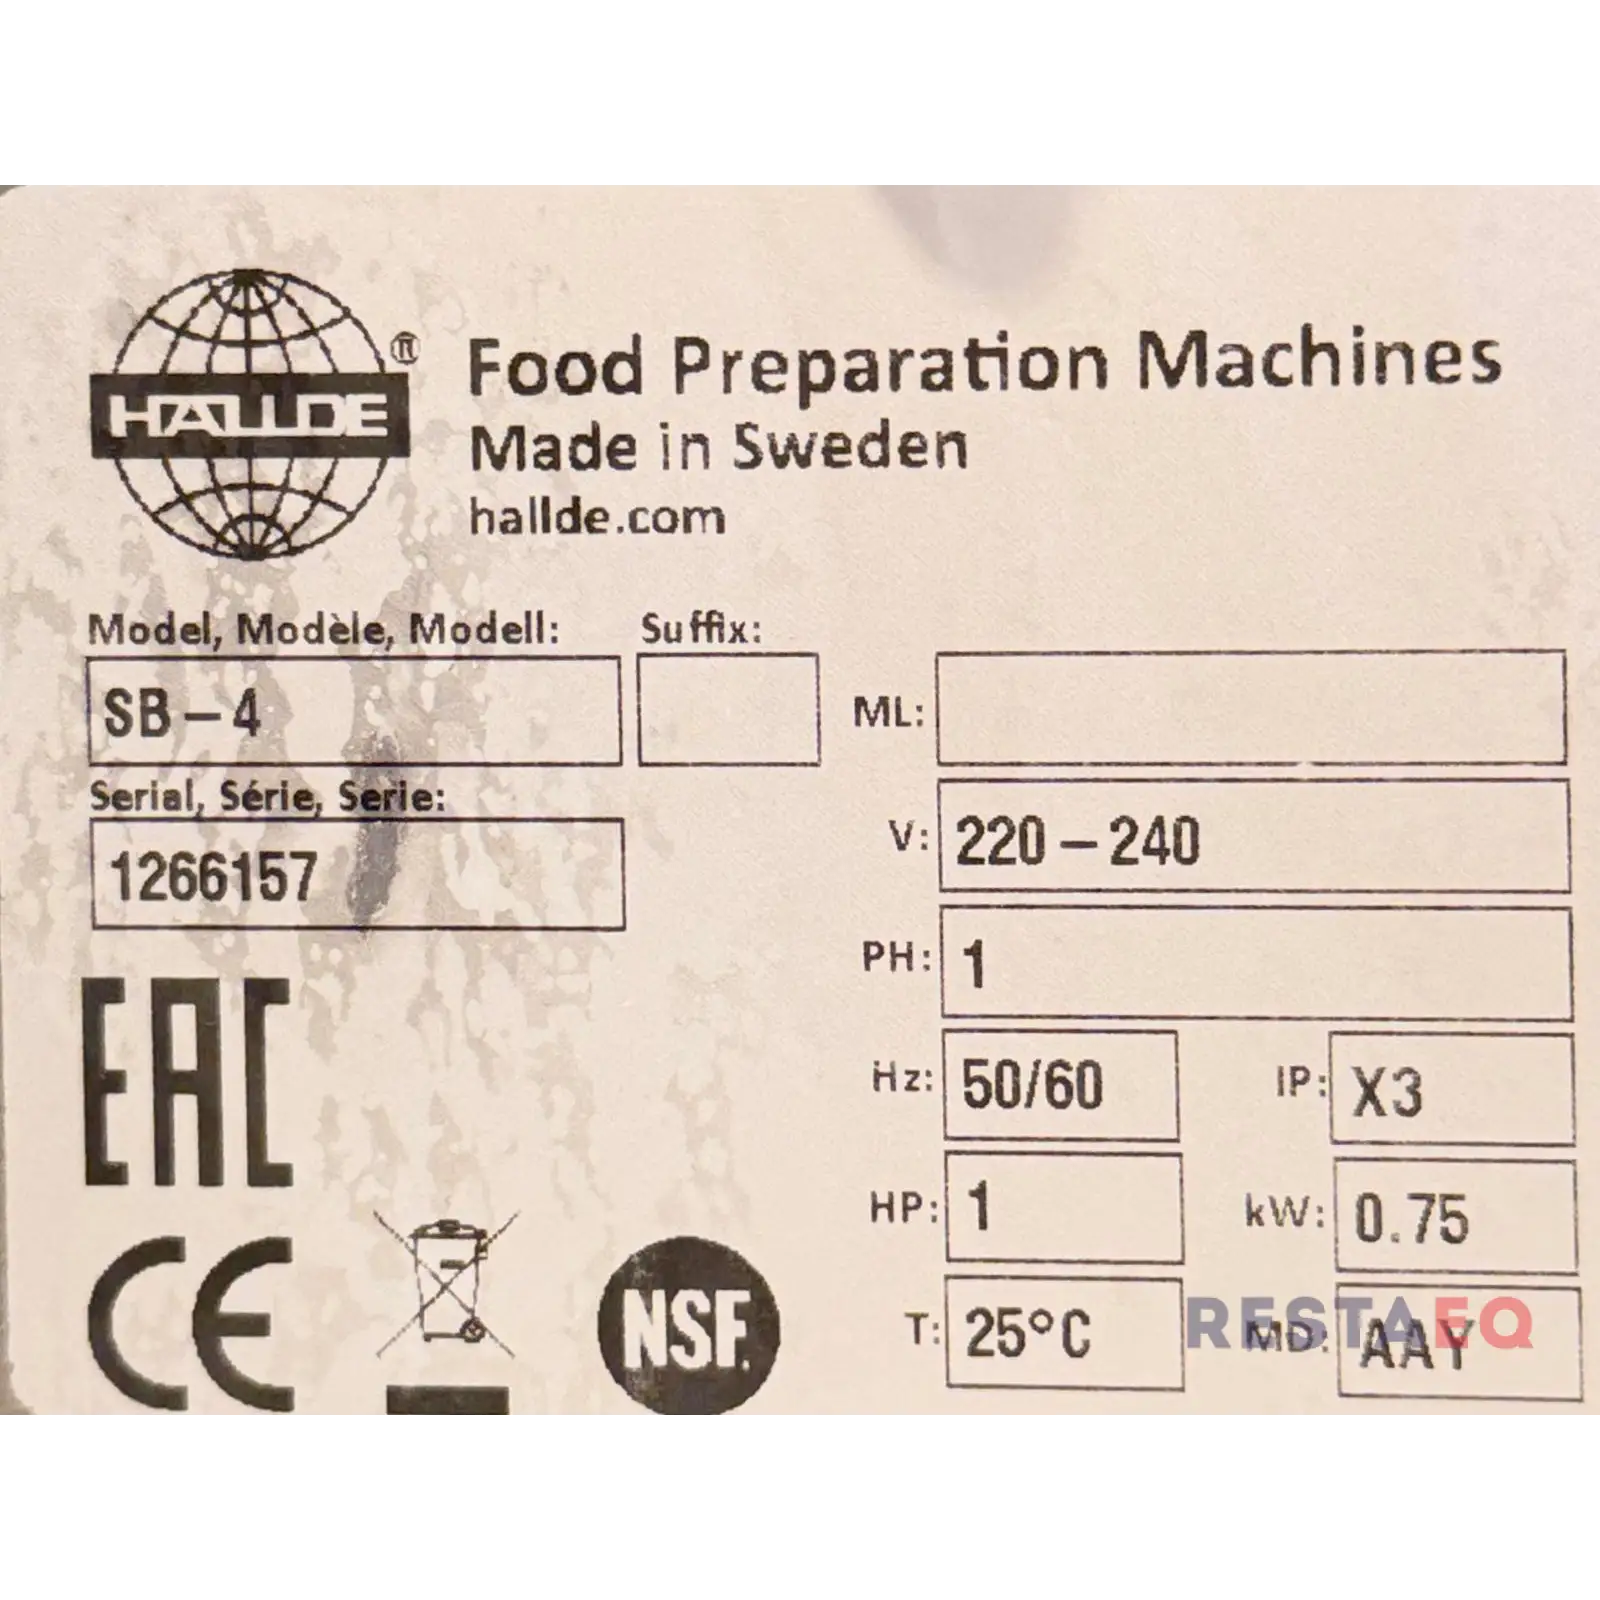 HALLDE
®
Food Preparation Machines
Made in Sweden
hallde.com
Model, Modèle, Modell:
SB – 4
Suffix:
Serial, Série, Serie:
1266157
ML:
V: 220 – 240
PH: 1
Hz: 50/60
IP: X3
HP: 1
kW: 0.75
T: 25°C
MD: AAY
RESTAEQ
EAC
CE
NSF.